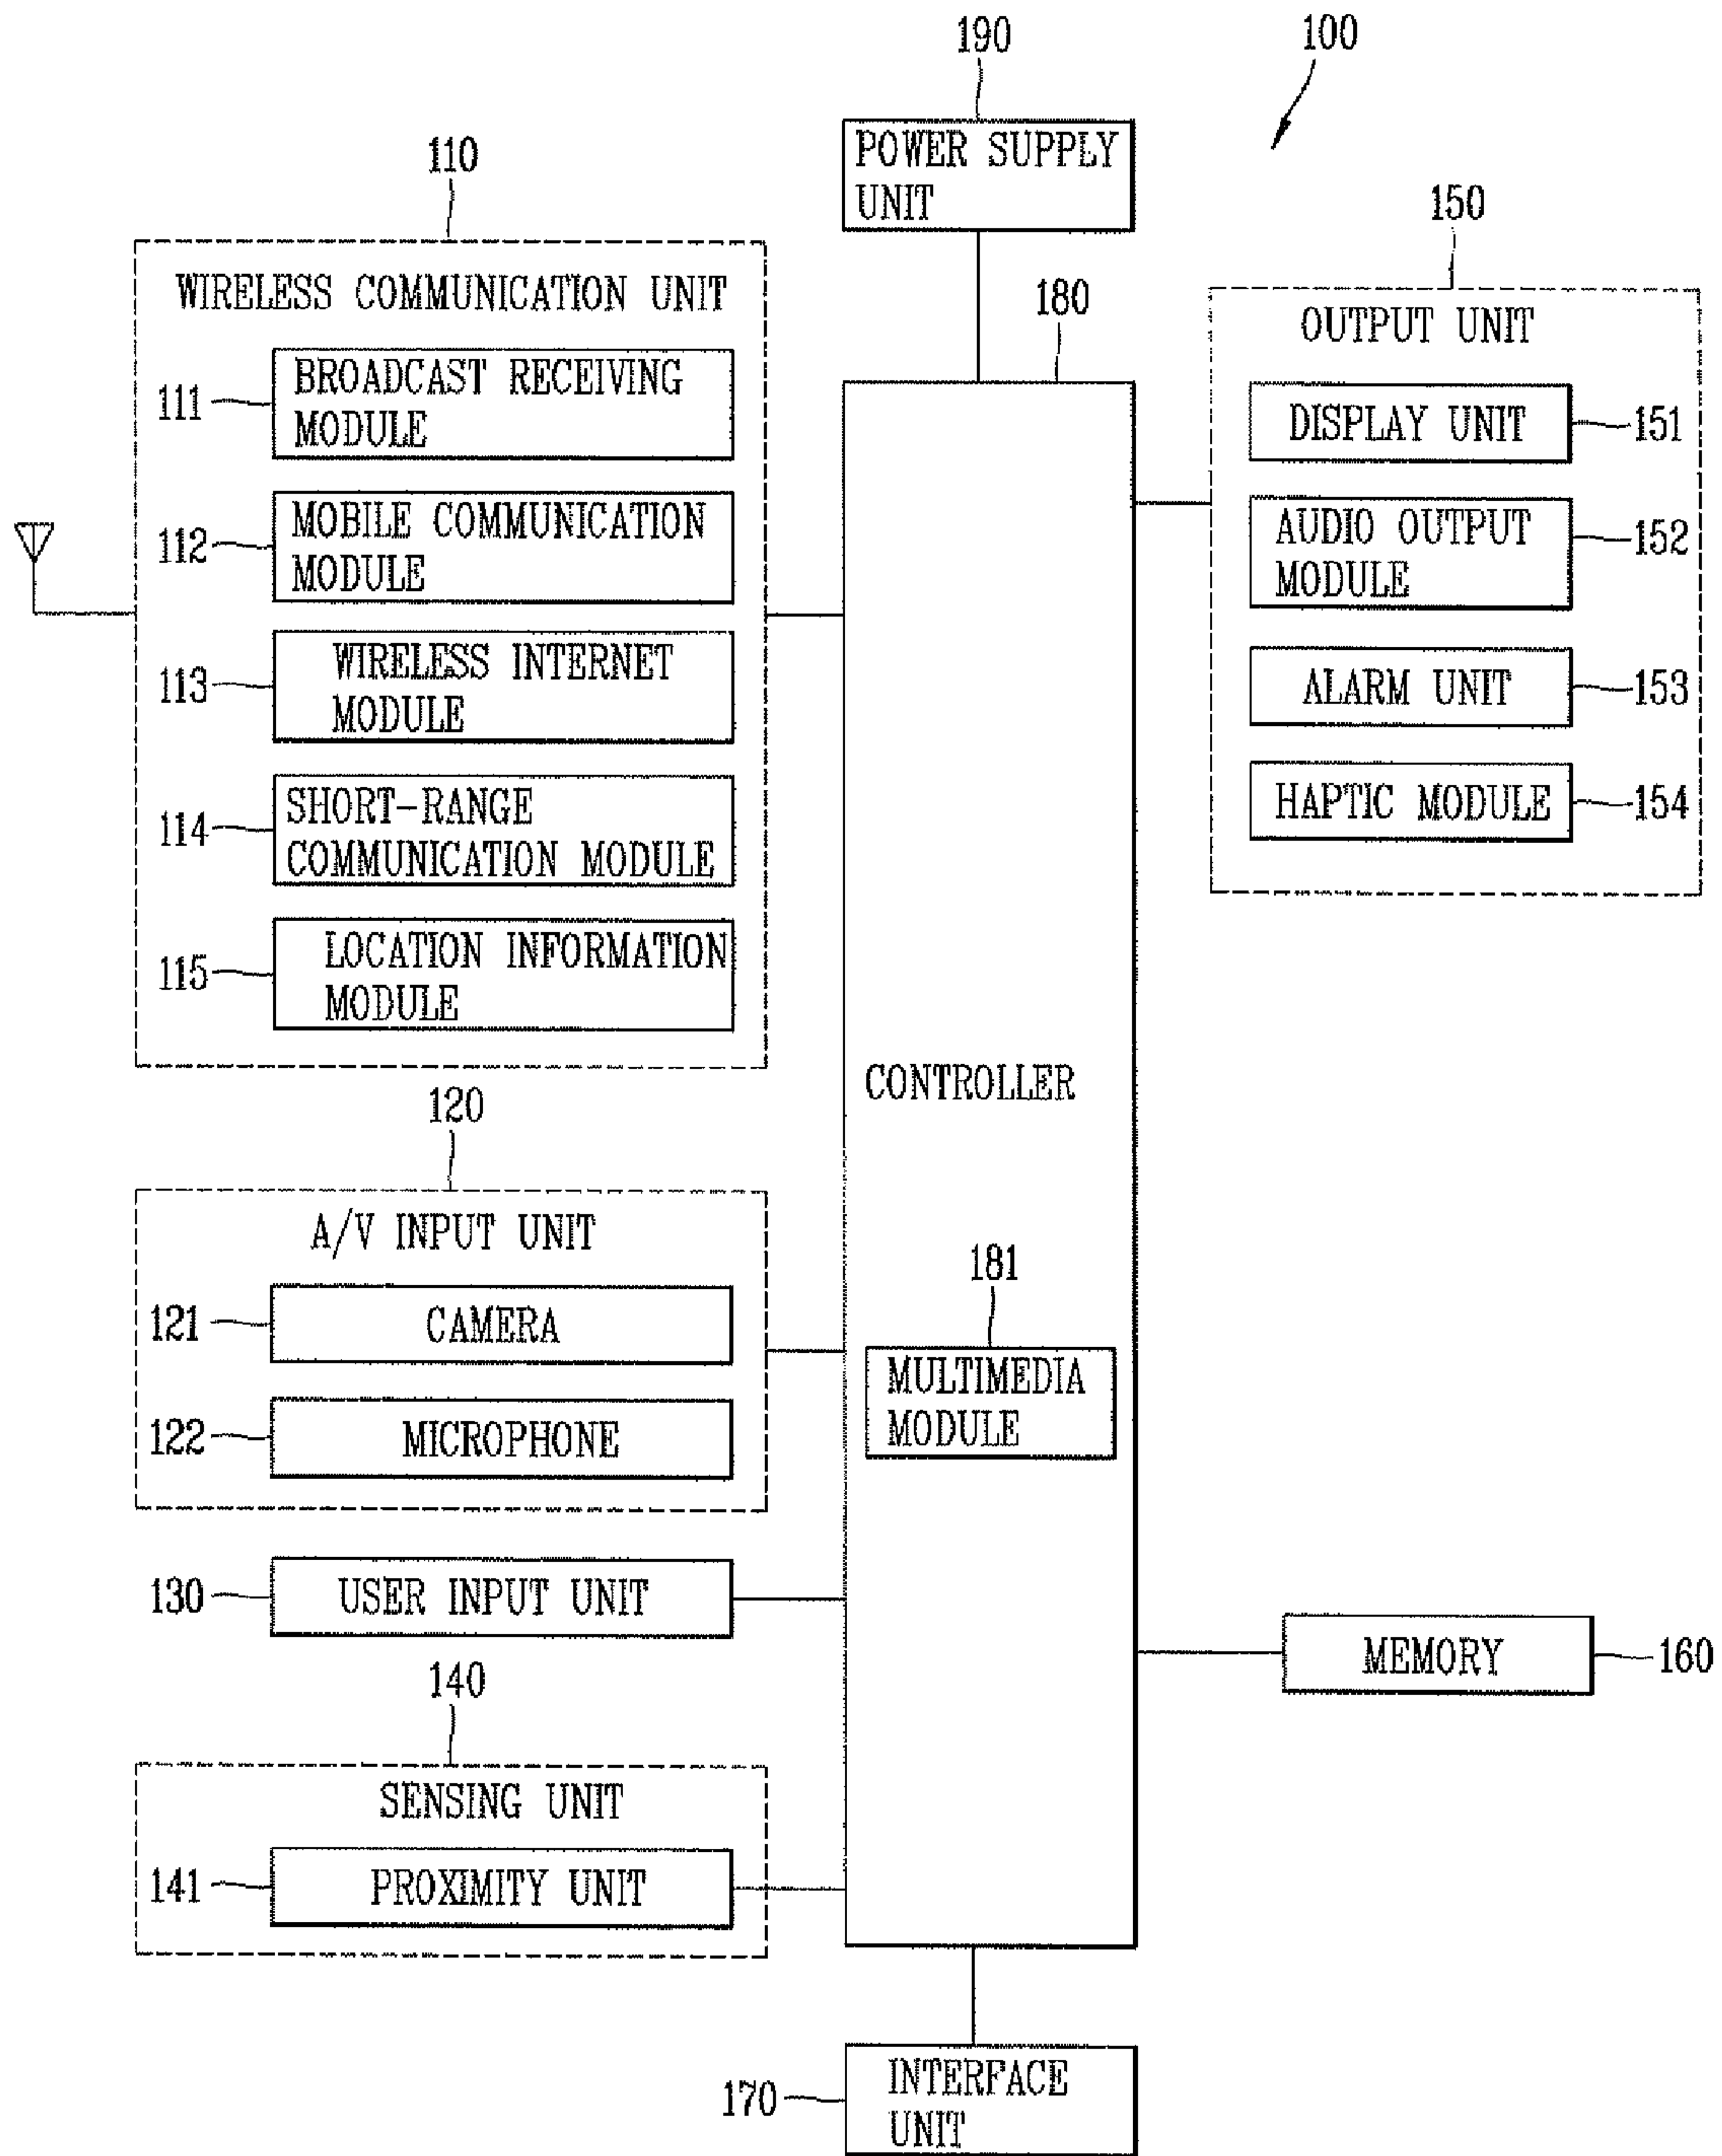 190
100
POWER SUPPLY
UNIT
110
WIRELESS COMMUNICATION UNIT
111
BROADCAST RECEIVING
MODULE
112
MOBILE COMMUNICATION
MODULE
113
WIRELESS INTERNET
MODULE
114
SHORT-RANGE
COMMUNICATION MODULE
115
LOCATION INFORMATION
MODULE
120
A/V INPUT UNIT
121
CAMERA
122
MICROPHONE
130
USER INPUT UNIT
140
SENSING UNIT
141
PROXIMITY UNIT
180
CONTROLLER
181
MULTIMEDIA
MODULE
150
OUTPUT UNIT
DISPLAY UNIT
151
AUDIO OUTPUT
MODULE
152
ALARM UNIT
153
HAPTIC MODULE
154
MEMORY
160
170
INTERFACE
UNIT